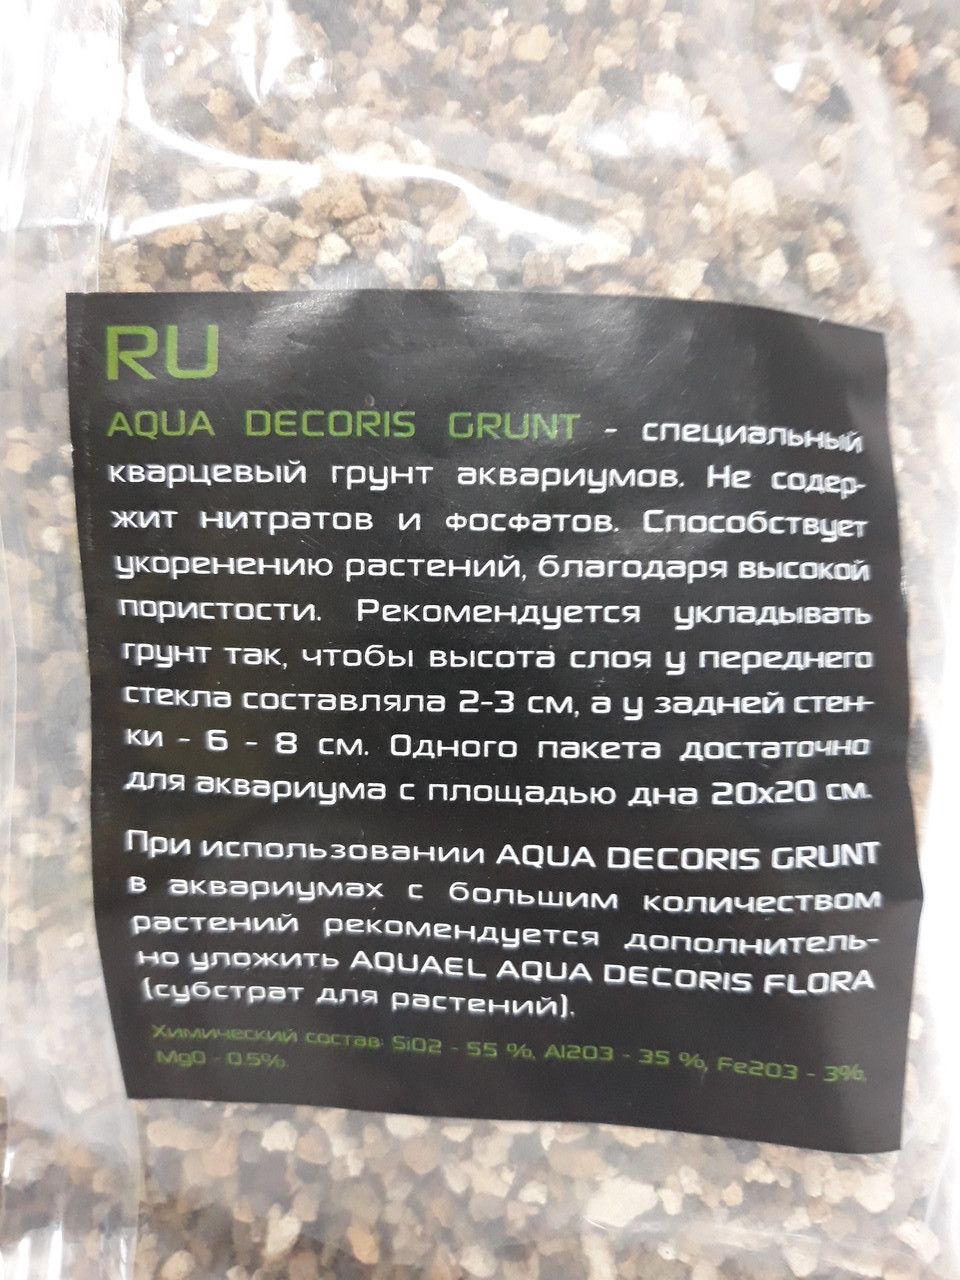 RU
AQUA DECORIS GRUNT - специальный
кварцевый грунт аквариумов. Не содер-
жит нитратов и фосфатов. Способствует
укоренению растений, благодаря высокой
пористости. Рекомендуется укладывать
грунт так, чтобы высота слоя у переднего
стекла составляла 2-3 см, а у задней стен-
ки - 6 - 8 см. Одного пакета достаточно
для аквариума с площадью дна 20x20 см.
При использовании AQUA DECORIS GRUNT
в аквариумах с большим количеством
растений рекомендуется дополнитель-
но уложить AQUAEL AQUA DECORIS FLORA
(субстрат для растений).
Химический состав: SiO2 - 55 %, Al2O3 - 35 %, Fe2O3 - 3%,
MgO - 0.5%